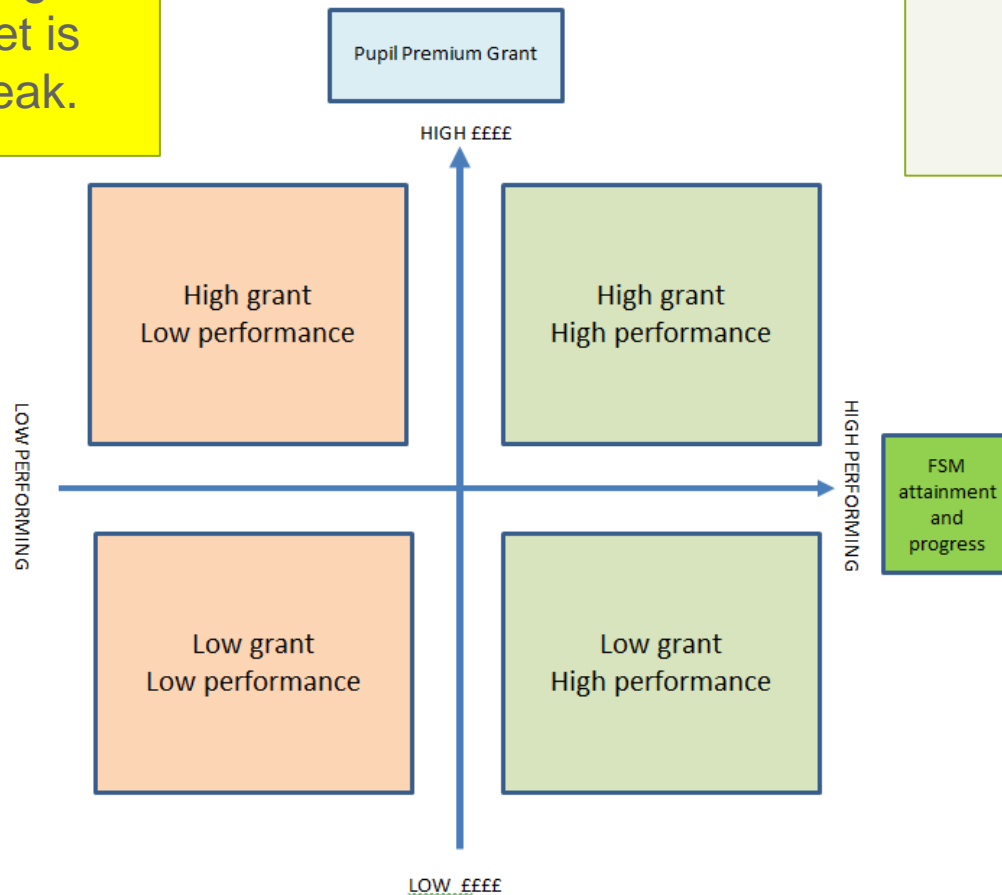 et is
eak.
Pupil Premium Grant
HIGH ££££
High grant
Low performance
High grant
High performance
LOW PERFORMING
HIGH PERFORMING
FSM
attainment
and
progress
Low grant
Low performance
Low grant
High performance
LOW ££££